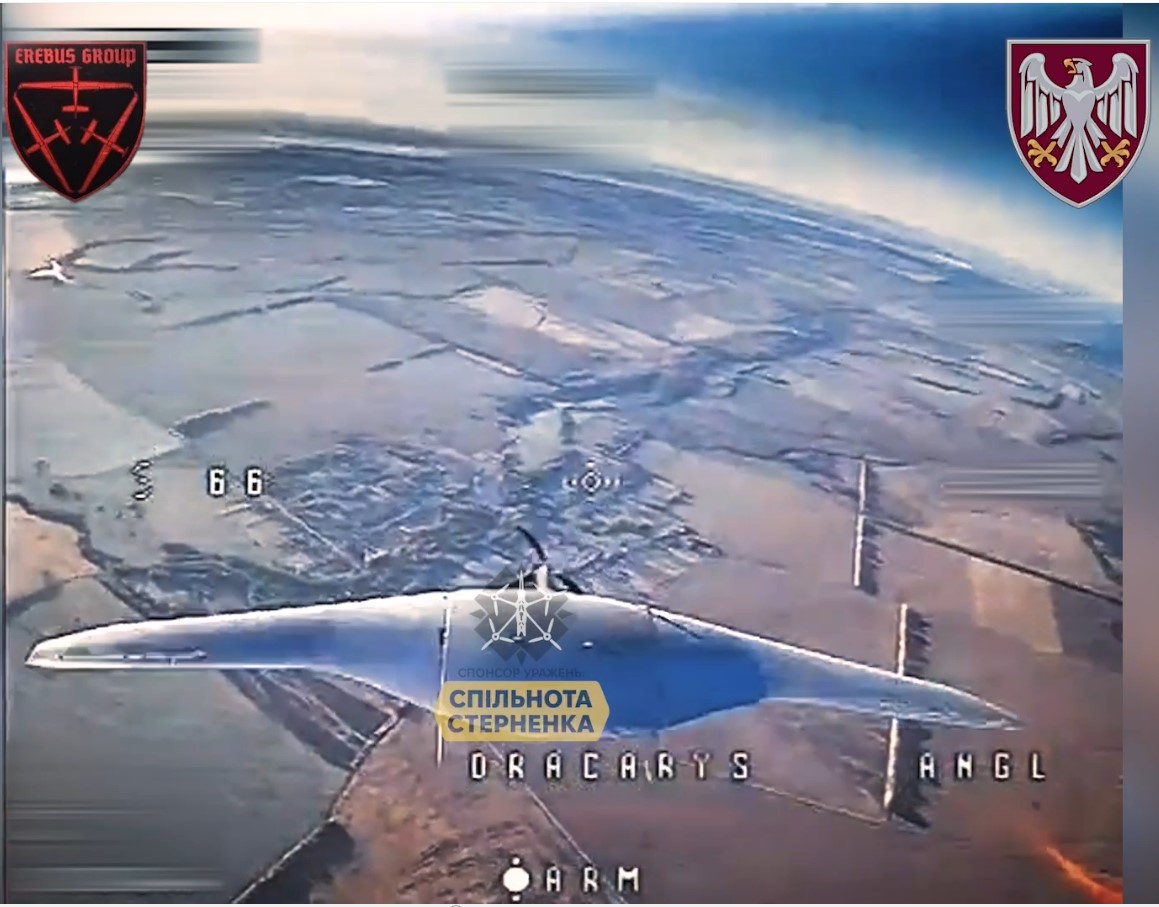 EREBUS GROUP
66
СПОНСОР УРАЖЕНЬ:
СПІЛЬНОТА
СТЕРНЕНКА
DRACARYS ANGL
ARM